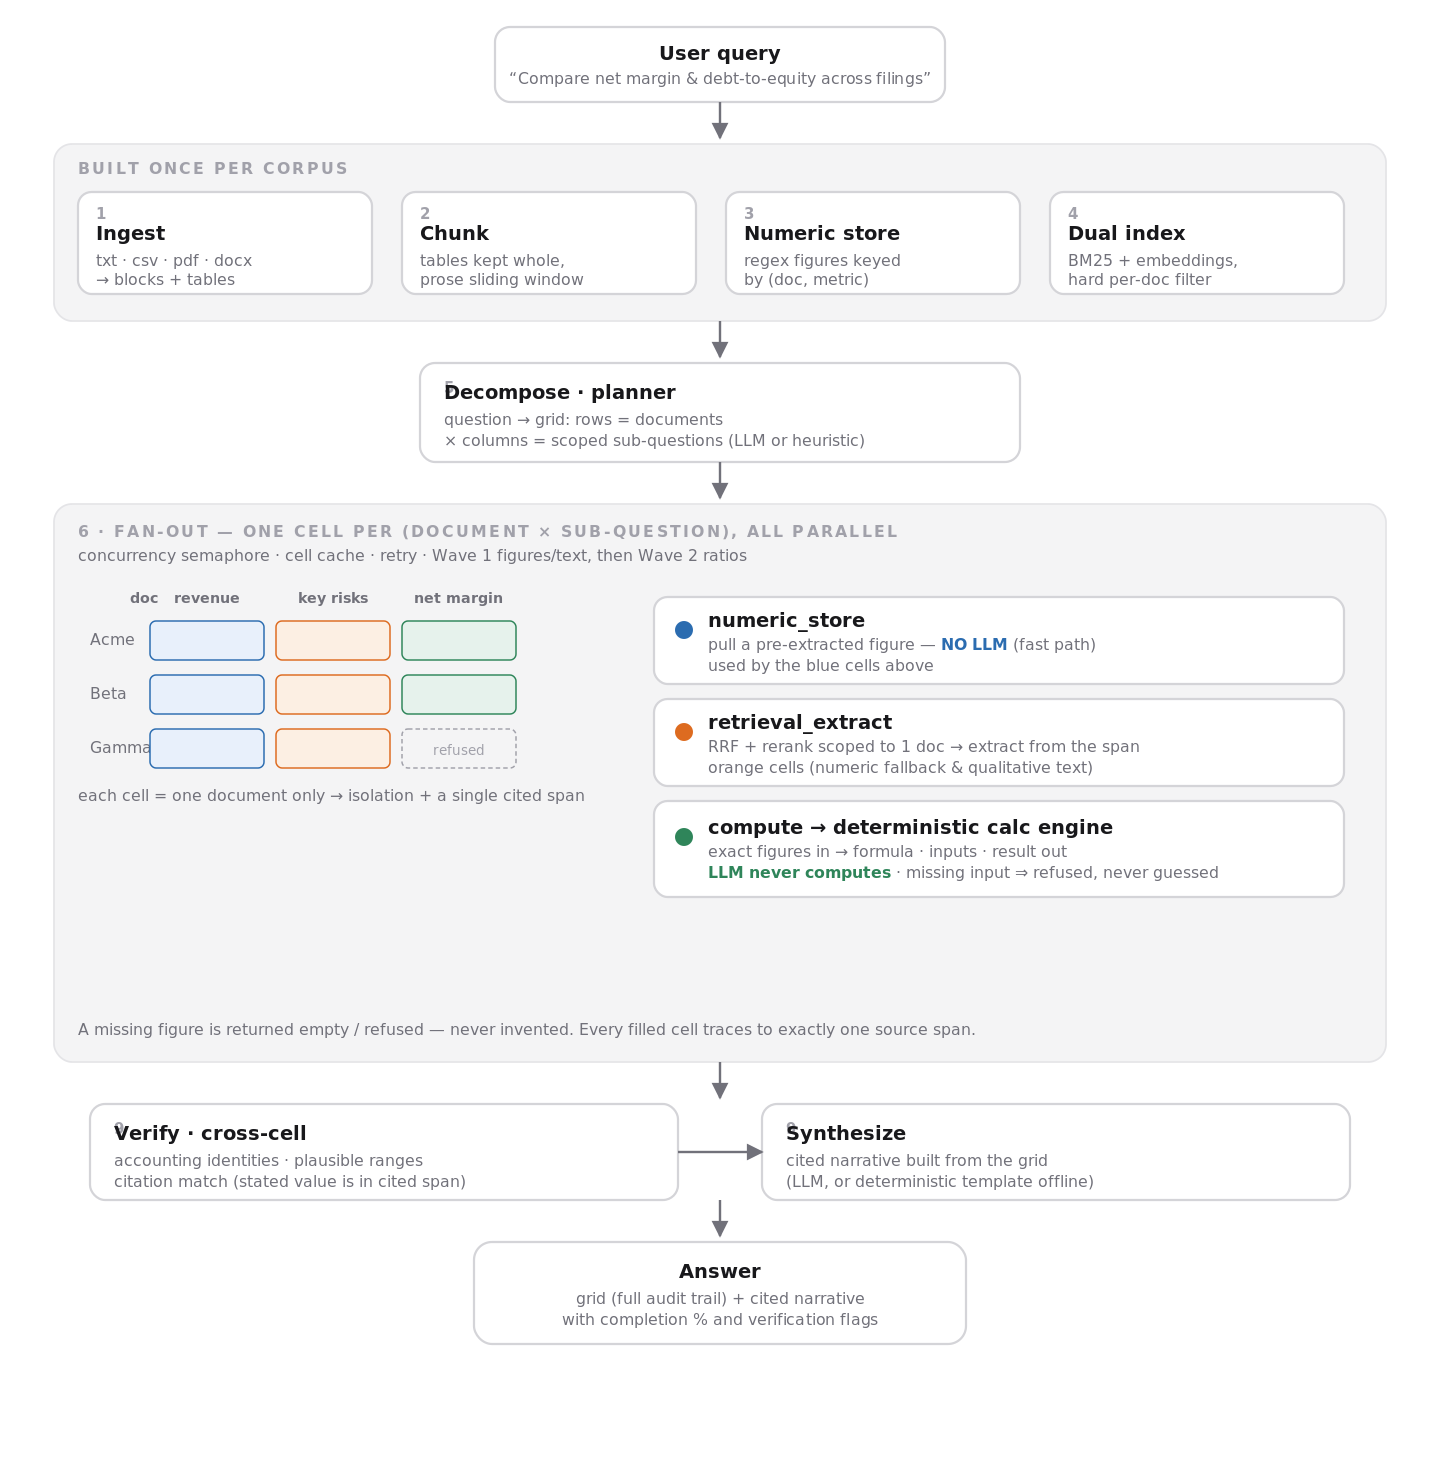 User query
“Compare net margin & debt-to-equity across filings”
BUILT ONCE PER CORPUS
1
Ingest
txt · csv · pdf · docx
→ blocks + tables
2
Chunk
tables kept whole,
prose sliding window
3
Numeric store
regex figures keyed
by (doc, metric)
4
Dual index
BM25 + embeddings,
hard per-doc filter
5
Decompose · planner
question → grid: rows = documents
× columns = scoped sub-questions (LLM or heuristic)
6 · FAN-OUT — ONE CELL PER (DOCUMENT × SUB-QUESTION), ALL PARALLEL
concurrency semaphore · cell cache · retry · Wave 1 figures/text, then Wave 2 ratios
doc revenue key risks net margin
Acme
Beta
Gamma
refused
each cell = one document only → isolation + a single cited span
numeric_store
pull a pre-extracted figure — NO LLM (fast path)
used by the blue cells above
retrieval_extract
RRF + rerank scoped to 1 doc → extract from the span
orange cells (numeric fallback & qualitative text)
compute → deterministic calc engine
exact figures in → formula · inputs · result out
LLM never computes · missing input ⇒ refused, never guessed
A missing figure is returned empty / refused — never invented. Every filled cell traces to exactly one source span.
Verify · cross-cell
accounting identities · plausible ranges
citation match (stated value is in cited span)
Synthesize
cited narrative built from the grid
(LLM, or deterministic template offline)
Answer
grid (full audit trail) + cited narrative
with completion % and verification flags